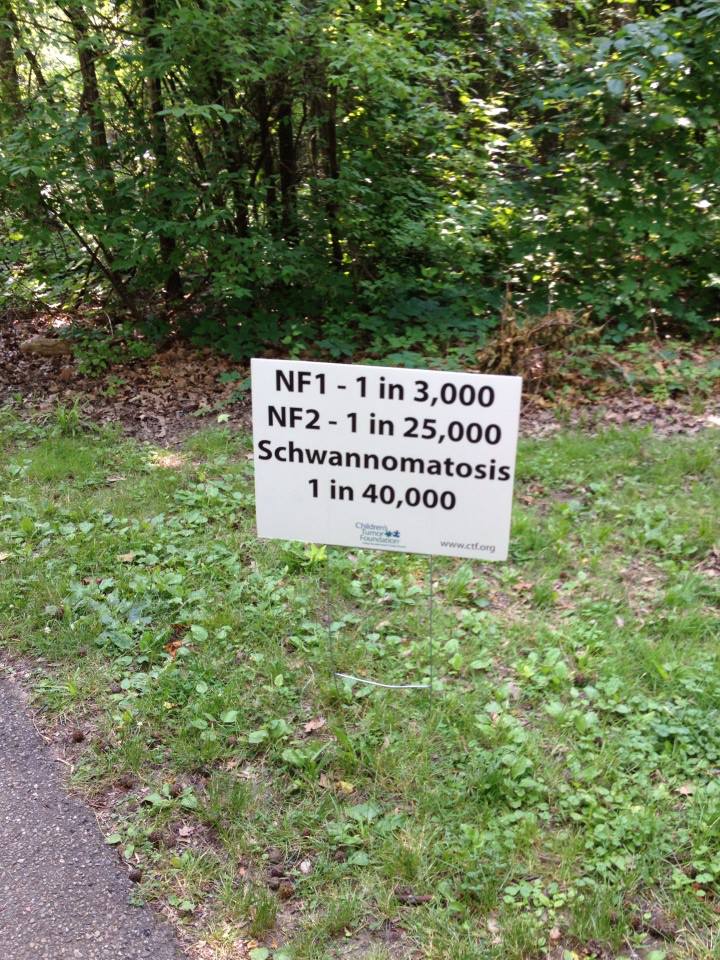 NF1 - 1 in 3,000
NF2 - 1 in 25,000
Schwannomatosis
1 in 40,000
Children's
Tumor
Foundation
www.ctf.org